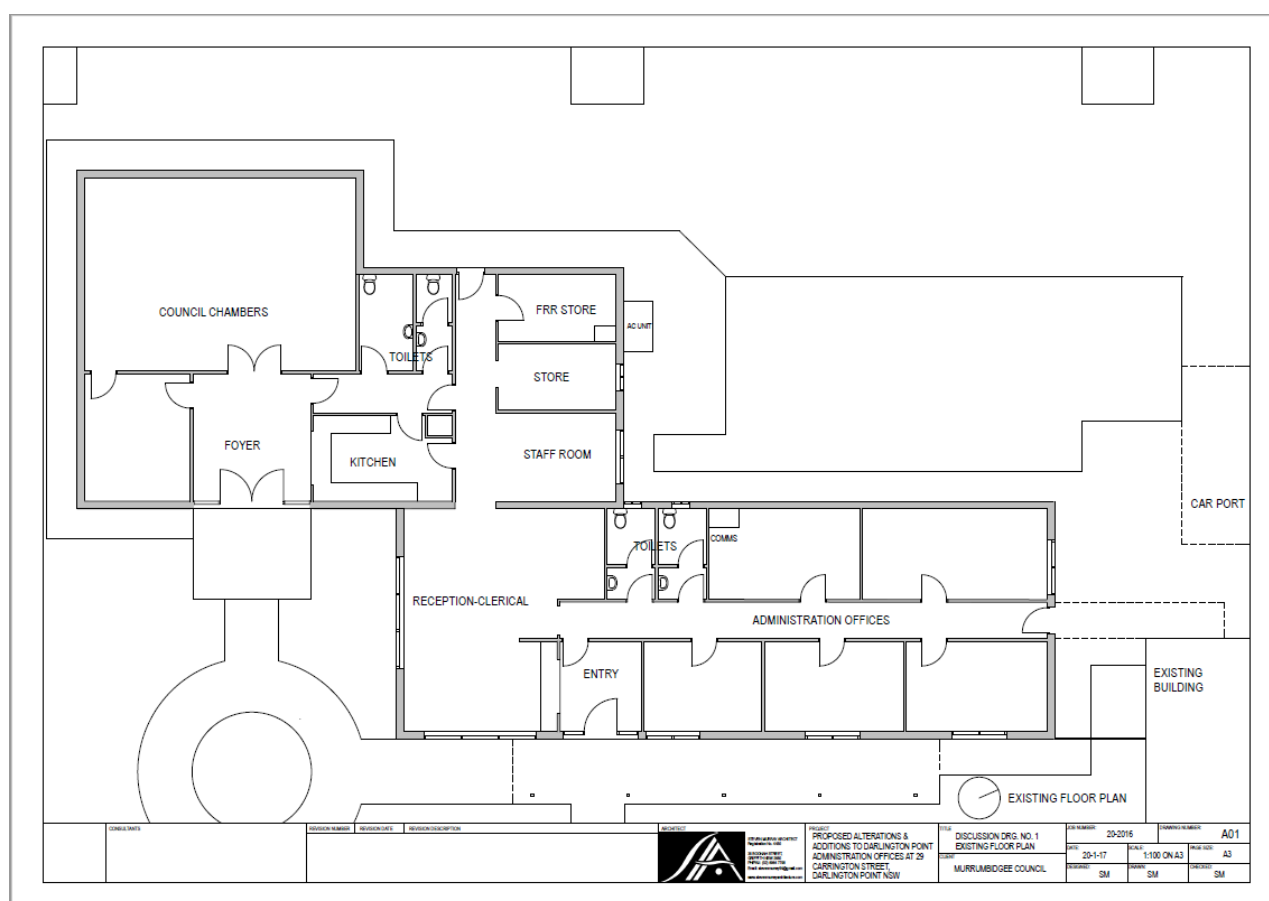 COUNCIL CHAMBERS
FRR STORE
AC UNIT
TOILETS
STORE
FOYER
KITCHEN
STAFF ROOM
CAR PORT
TOILETS
COMMS
RECEPTION-CLERICAL
ADMINISTRATION OFFICES
ENTRY
EXISTING
BUILDING
EXISTING FLOOR PLAN
CONSULTANTS
REVISION NUMBER
REVISION DATE
REVISION DESCRIPTION
ARCHITECT
PROJECT
PROPOSED ALTERATIONS &
ADDITIONS TO DARLINGTON POINT
ADMINISTRATION OFFICES AT 29
CARRINGTON STREET,
DARLINGTON POINT NSW
TITLE
DISCUSSION DRG. NO. 1
EXISTING FLOOR PLAN
CLIENT
MURRUMBIDGEE COUNCIL
JOB NUMBER:
20-2016
DRAWING NUMBER:
A01
DATE:
20-1-17
SCALE:
1:100 ON A3
PAGE SIZE:
A3
DESIGNED:
SM
DRAWN:
SM
CHECKED:
SM